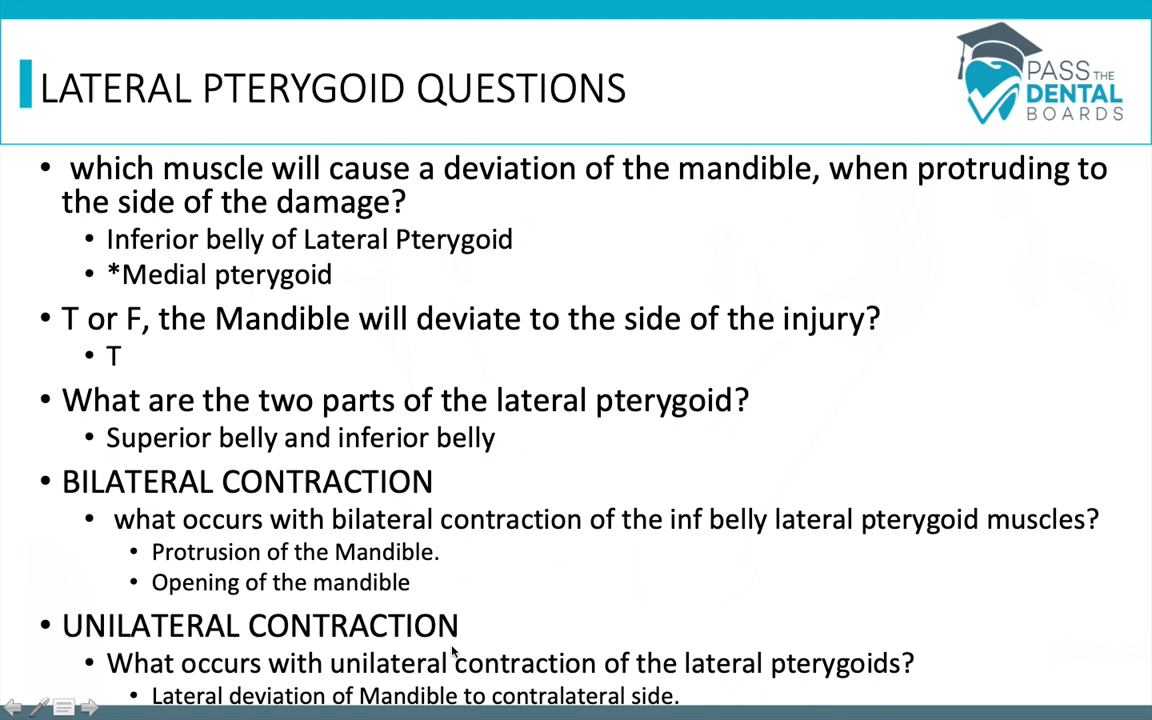 LATERAL PTERYGOID QUESTIONS
PASS THE
DENTAL
BOARDS
• which muscle will cause a deviation of the mandible, when protruding to
the side of the damage?
• Inferior belly of Lateral Pterygoid
• *Medial pterygoid
• T or F, the Mandible will deviate to the side of the injury?
• T
• What are the two parts of the lateral pterygoid?
• Superior belly and inferior belly
• BILATERAL CONTRACTION
• what occurs with bilateral contraction of the inf belly lateral pterygoid muscles?
• Protrusion of the Mandible.
• Opening of the mandible
• UNILATERAL CONTRACTION
• What occurs with unilateral contraction of the lateral pterygoids?
• Lateral deviation of Mandible to contralateral side.